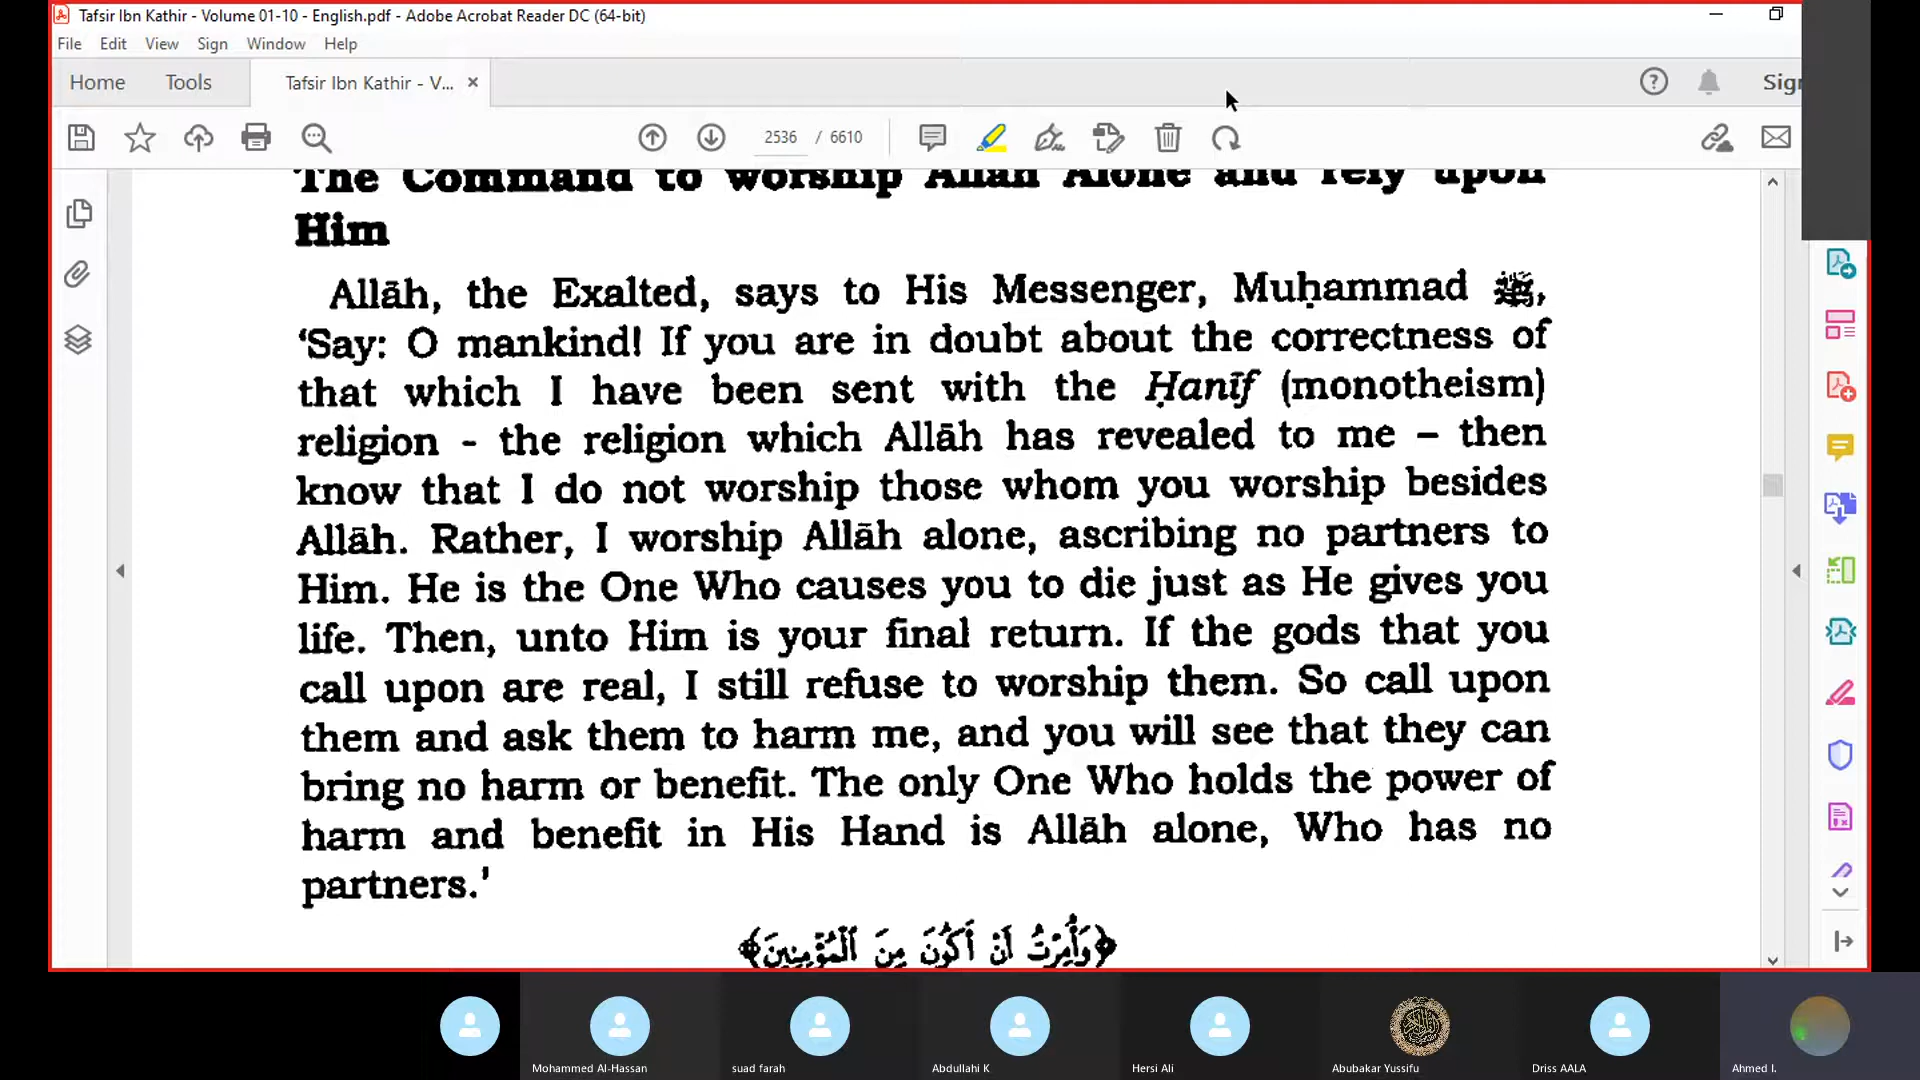 Tafsir Ibn Kathir - Volume 01-10 - English.pdf - Adobe Acrobat Reader DC (64-bit)
File Edit View Sign Window Help
Home Tools Tafsir Ibn Kathir - V... ×
2536 / 6610
The Command to worship Allāh Alone and rely upon
Him
Allāh, the Exalted, says to His Messenger, Muḥammad ﷺ,
‘Say: O mankind! If you are in doubt about the correctness of
that which I have been sent with the Ḥanīf (monotheism)
religion - the religion which Allāh has revealed to me – then
know that I do not worship those whom you worship besides
Allāh. Rather, I worship Allāh alone, ascribing no partners to
Him. He is the One Who causes you to die just as He gives you
life. Then, unto Him is your final return. If the gods that you
call upon are real, I still refuse to worship them. So call upon
them and ask them to harm me, and you will see that they can
bring no harm or benefit. The only One Who holds the power of
harm and benefit in His Hand is Allāh alone, Who has no
partners.’
﴿وَأُمِرْتُ أَنْ أَكُونَ مِنَ الْمُؤْمِنِينَ﴾
Mohammed Al-Hassan suad farah Abdullahi K Hersi Ali Abubakar Yussifu Driss AALA Ahmed I.